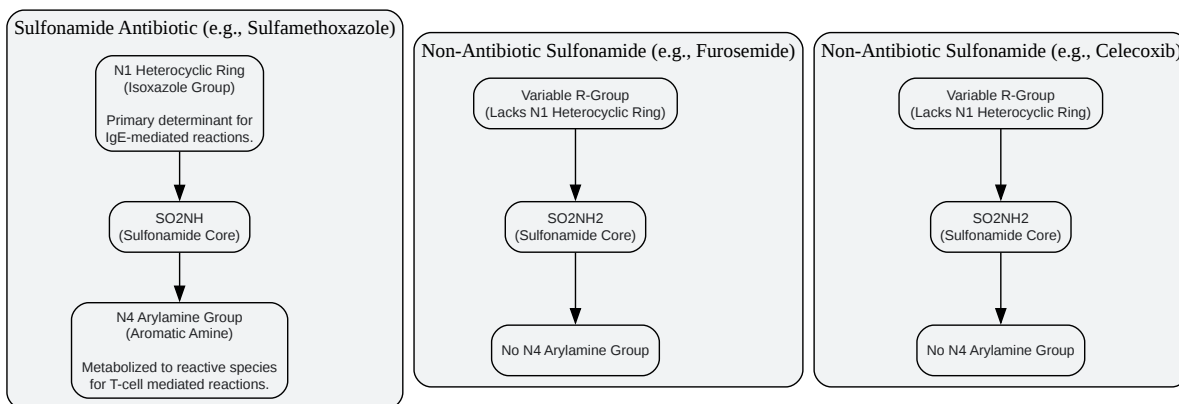 Sulfonamide Antibiotic (e.g., Sulfamethoxazole)
N1 Heterocyclic Ring
(Isoxazole Group)
Primary determinant for
IgE-mediated reactions.
SO2NH
(Sulfonamide Core)
N4 Arylamine Group
(Aromatic Amine)
Metabolized to reactive species
for T-cell mediated reactions.
Non-Antibiotic Sulfonamide (e.g., Furosemide)
Variable R-Group
(Lacks N1 Heterocyclic Ring)
SO2NH2
(Sulfonamide Core)
No N4 Arylamine Group
Non-Antibiotic Sulfonamide (e.g., Celecoxib)
Variable R-Group
(Lacks N1 Heterocyclic Ring)
SO2NH2
(Sulfonamide Core)
No N4 Arylamine Group